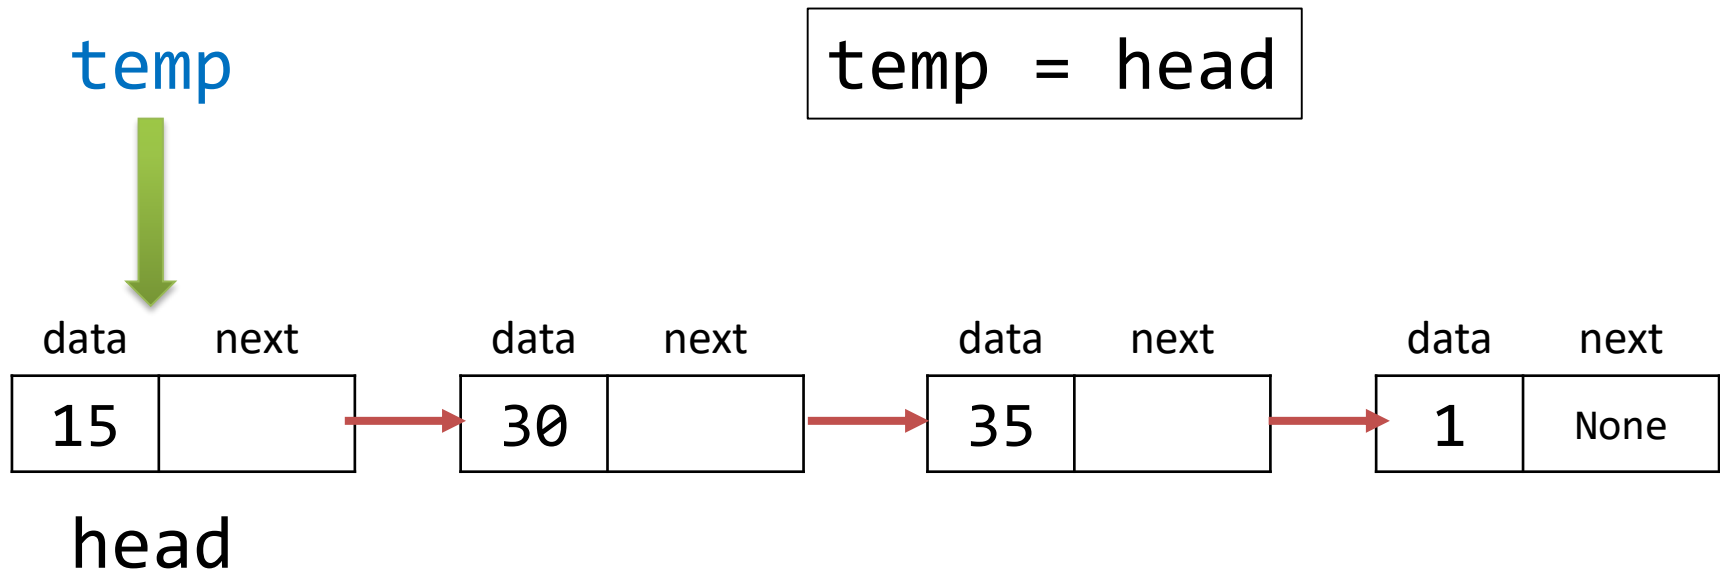 temp
temp = head
data next data next data next data next
15 30 35 1 None
head